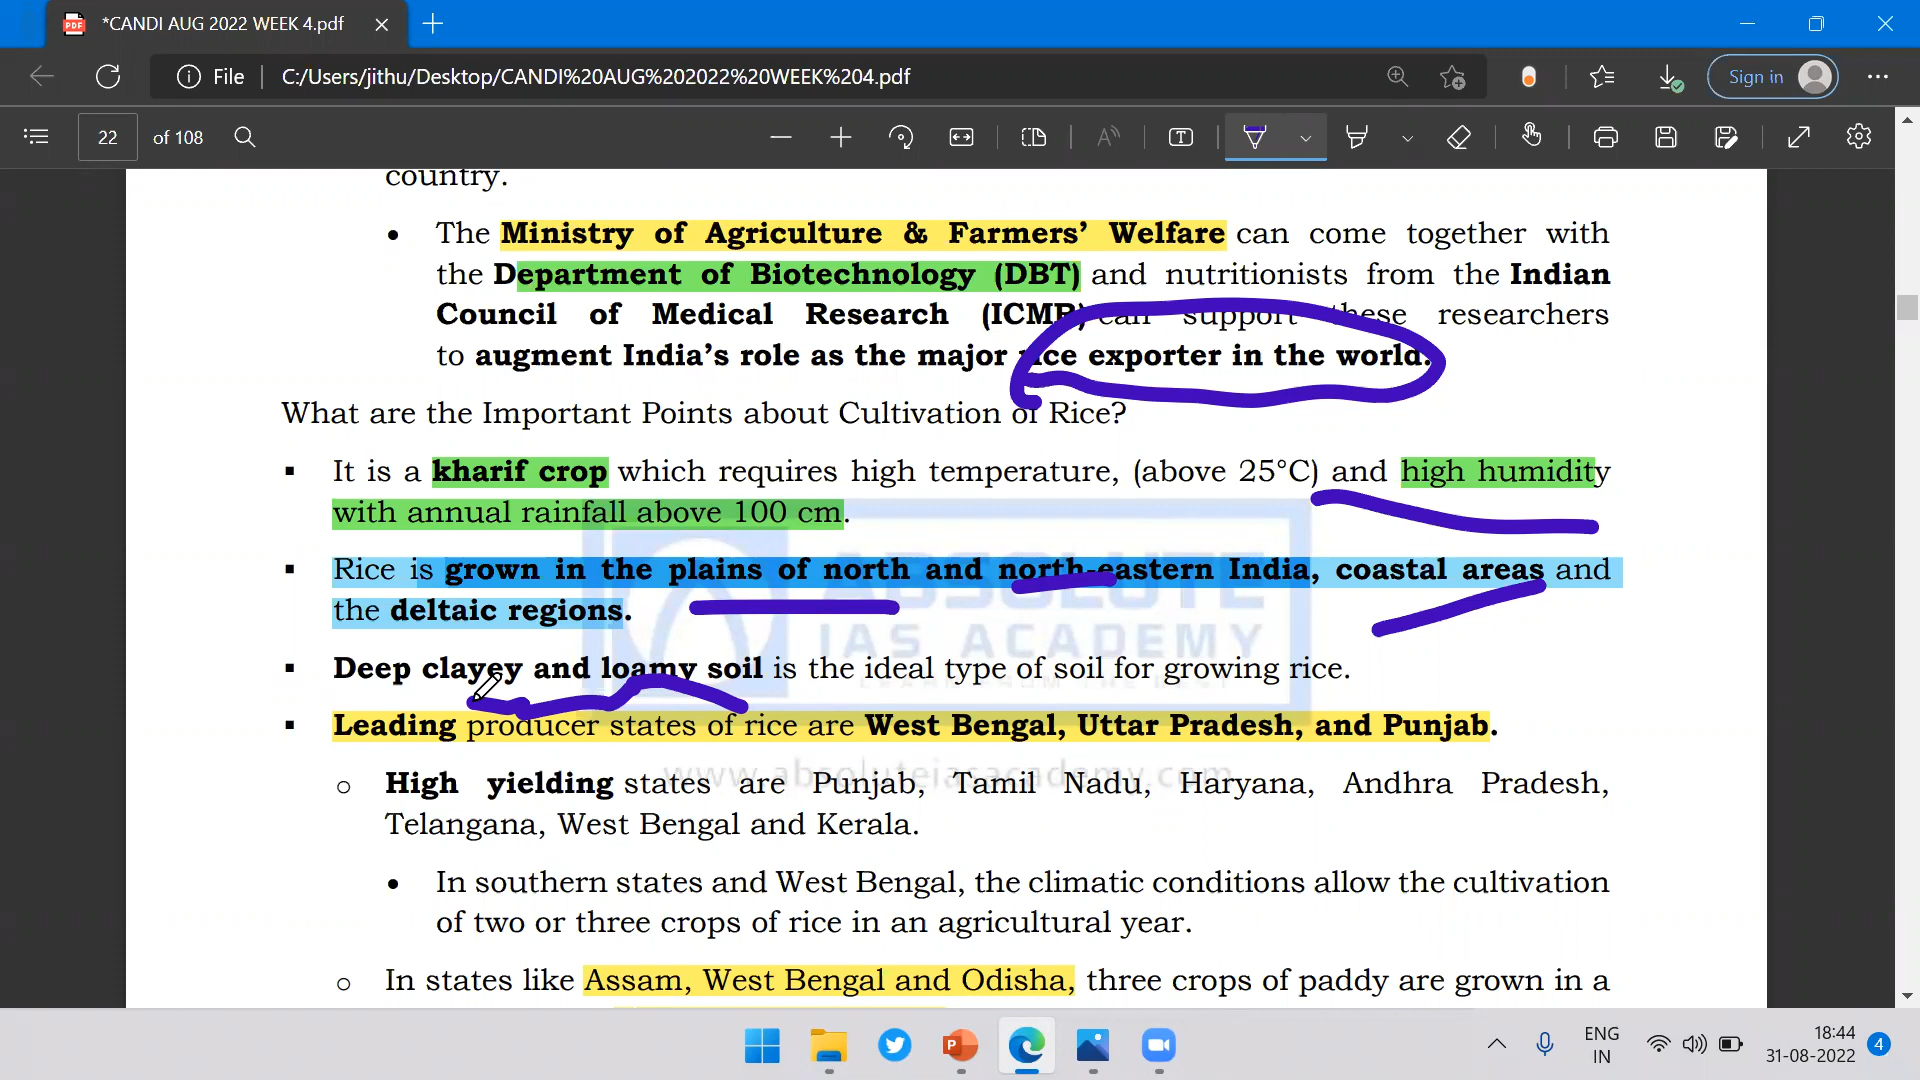 *CANDI AUG 2022 WEEK 4.pdf
File C:/Users/jithu/Desktop/CANDI%20AUG%202022%20WEEK%204.pdf Sign in
22 of 108
country.
• The Ministry of Agriculture & Farmers’ Welfare can come together with
the Department of Biotechnology (DBT) and nutritionists from the Indian
Council of Medical Research (ICMR) can support these researchers
to augment India’s role as the major rice exporter in the world.
What are the Important Points about Cultivation of Rice?
▪ It is a kharif crop which requires high temperature, (above 25°C) and high humidity
with annual rainfall above 100 cm.
▪ Rice is grown in the plains of north and north-eastern India, coastal areas and
the deltaic regions.
ABSOLUTE
IAS ACADEMY
▪ Deep clayey and loamy soil is the ideal type of soil for growing rice.
▪ Leading producer states of rice are West Bengal, Uttar Pradesh, and Punjab.
www.absoluteiasacademy.com
o High yielding states are Punjab, Tamil Nadu, Haryana, Andhra Pradesh,
Telangana, West Bengal and Kerala.
• In southern states and West Bengal, the climatic conditions allow the cultivation
of two or three crops of rice in an agricultural year.
o In states like Assam, West Bengal and Odisha, three crops of paddy are grown in a
ENG
IN
18:44
31-08-2022
4